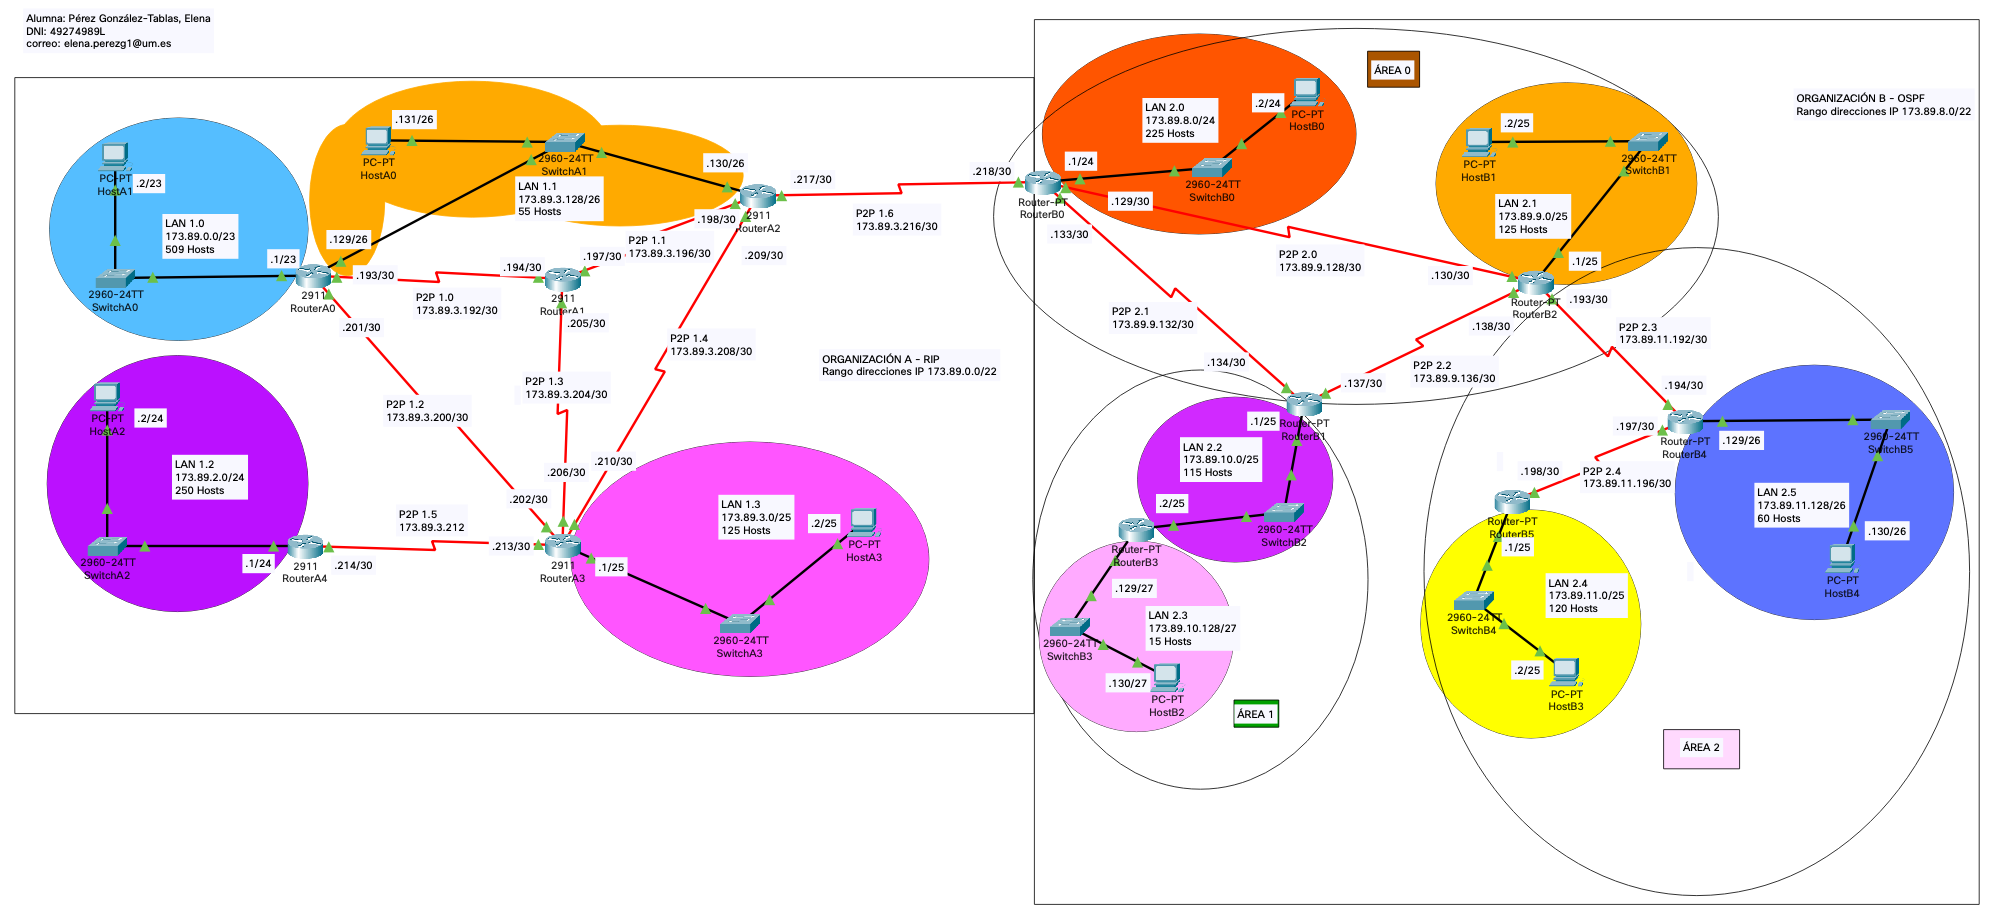 Alumna: Pérez González-Tablas, Elena
DNI: 49274989L
correo: elena.perezg1@um.es
PC-PT
HostA1
.2/23
LAN 1.0
173.89.0.0/23
509 Hosts
2960-24TT
SwitchA0
.1/23
.131/26
PC-PT
HostA0
2960-24TT
SwitchA1
LAN 1.1
173.89.3.128/26
55 Hosts
.130/26
.129/26
2911
RouterA0
.193/30
P2P 1.0
173.89.3.192/30
.194/30
2911
RouterA1
.197/30
P2P 1.1
173.89.3.196/30
.198/30
2911
RouterA2
.217/30
.209/30
P2P 1.6
173.89.3.216/30
.218/30
.201/30
.205/30
P2P 1.4
173.89.3.208/30
ORGANIZACIÓN A - RIP
Rango direcciones IP 173.89.0.0/22
P2P 1.2
173.89.3.200/30
P2P 1.3
173.89.3.204/30
PC-PT
HostA2
.2/24
LAN 1.2
173.89.2.0/24
250 Hosts
2960-24TT
SwitchA2
.1/24
2911
RouterA4
.214/30
P2P 1.5
173.89.3.212
.213/30
.202/30
.206/30
.210/30
2911
RouterA3
.1/25
LAN 1.3
173.89.3.0/25
125 Hosts
.2/25
PC-PT
HostA3
2960-24TT
SwitchA3
ÁREA 0
ORGANIZACIÓN B - OSPF
Rango direcciones IP 173.89.8.0/22
LAN 2.0
173.89.8.0/24
225 Hosts
.2/24
PC-PT
HostB0
2960-24TT
SwitchB0
.1/24
Router-PT
RouterB0
.129/30
.133/30
P2P 2.0
173.89.9.128/30
.130/30
.2/25
PC-PT
HostB1
2960-24TT
SwitchB1
LAN 2.1
173.89.9.0/25
125 Hosts
.1/25
Router-PT
RouterB2
.193/30
.138/30
P2P 2.1
173.89.9.132/30
.134/30
.137/30
P2P 2.2
173.89.9.136/30
P2P 2.3
173.89.11.192/30
.194/30
Router-PT
RouterB1
.1/25
LAN 2.2
173.89.10.0/25
115 Hosts
.2/25
2960-24TT
SwitchB2
Router-PT
RouterB3
.129/27
LAN 2.3
173.89.10.128/27
15 Hosts
2960-24TT
SwitchB3
.130/27
PC-PT
HostB2
ÁREA 1
.197/30
Router-PT
RouterB4
.129/26
2960-24TT
SwitchB5
.198/30
P2P 2.4
173.89.11.196/30
LAN 2.5
173.89.11.128/26
60 Hosts
.130/26
PC-PT
HostB4
Router-PT
RouterB5
.1/25
LAN 2.4
173.89.11.0/25
120 Hosts
2960-24TT
SwitchB4
.2/25
PC-PT
HostB3
ÁREA 2